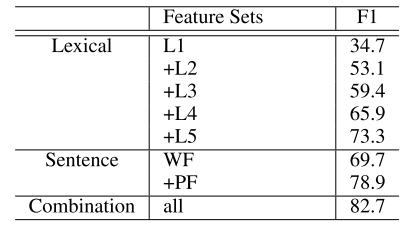 Feature Sets F1
Lexical L1 34.7
+L2 53.1
+L3 59.4
+L4 65.9
+L5 73.3
Sentence WF 69.7
+PF 78.9
Combination all 82.7